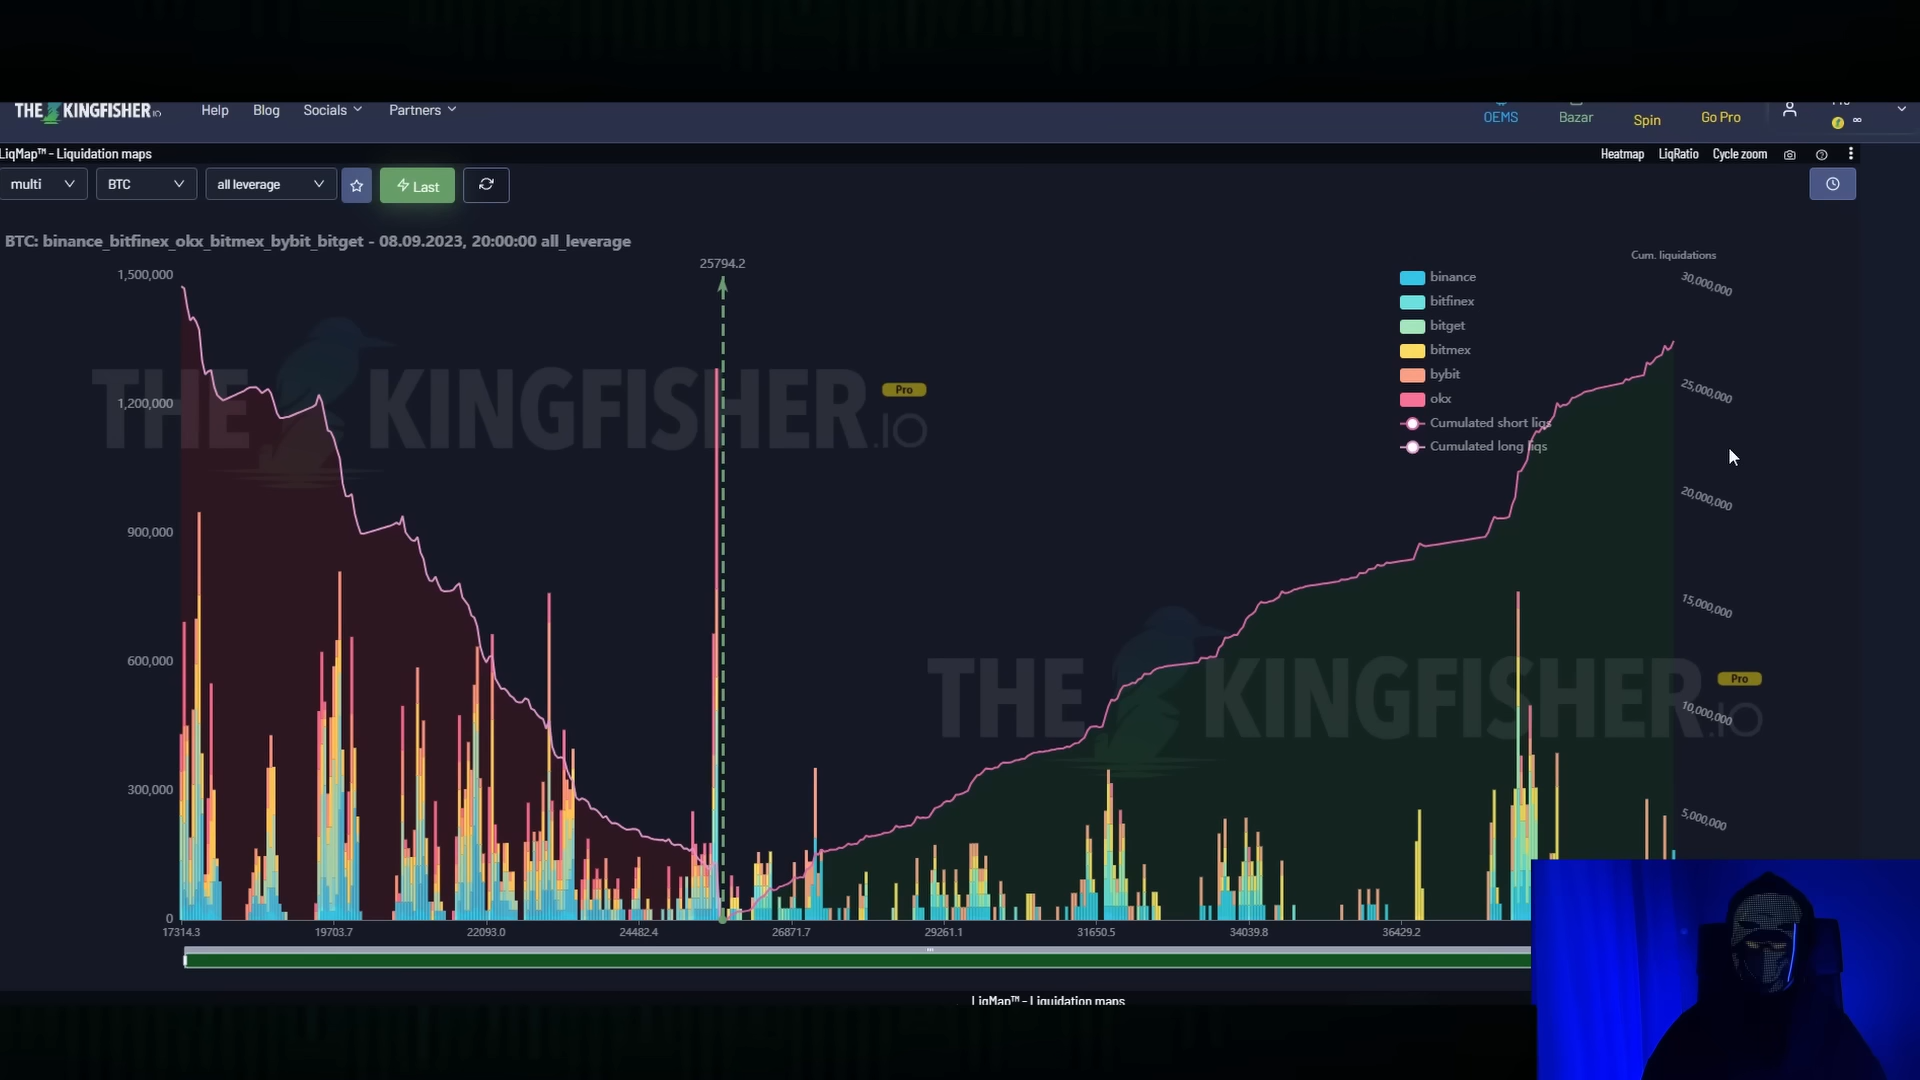 THE KINGFISHER.IO
Help Blog Socials Partners
OEMS Bazar Spin Go Pro
∞
LiqMap™ - Liquidation maps
Heatmap LiqRatio Cycle zoom
multi BTC all leverage Last
BTC: binance_bitfinex_okx_bitmex_bybit_bitget - 08.09.2023, 20:00:00 all_leverage
25794.2
Cum. liquidations
1,500,000
1,200,000
900,000
600,000
300,000
0
binance
bitfinex
bitget
bitmex
bybit
okx
Cumulated short liqs
Cumulated long liqs
30,000,000
25,000,000
20,000,000
15,000,000
10,000,000
5,000,000
THE KINGFISHER.IO Pro
THE KINGFISHER.IO Pro
17314.3 19703.7 22093.0 24482.4 26871.7 29261.1 31650.5 34039.8 36429.2
LiqMap™ - Liquidation maps